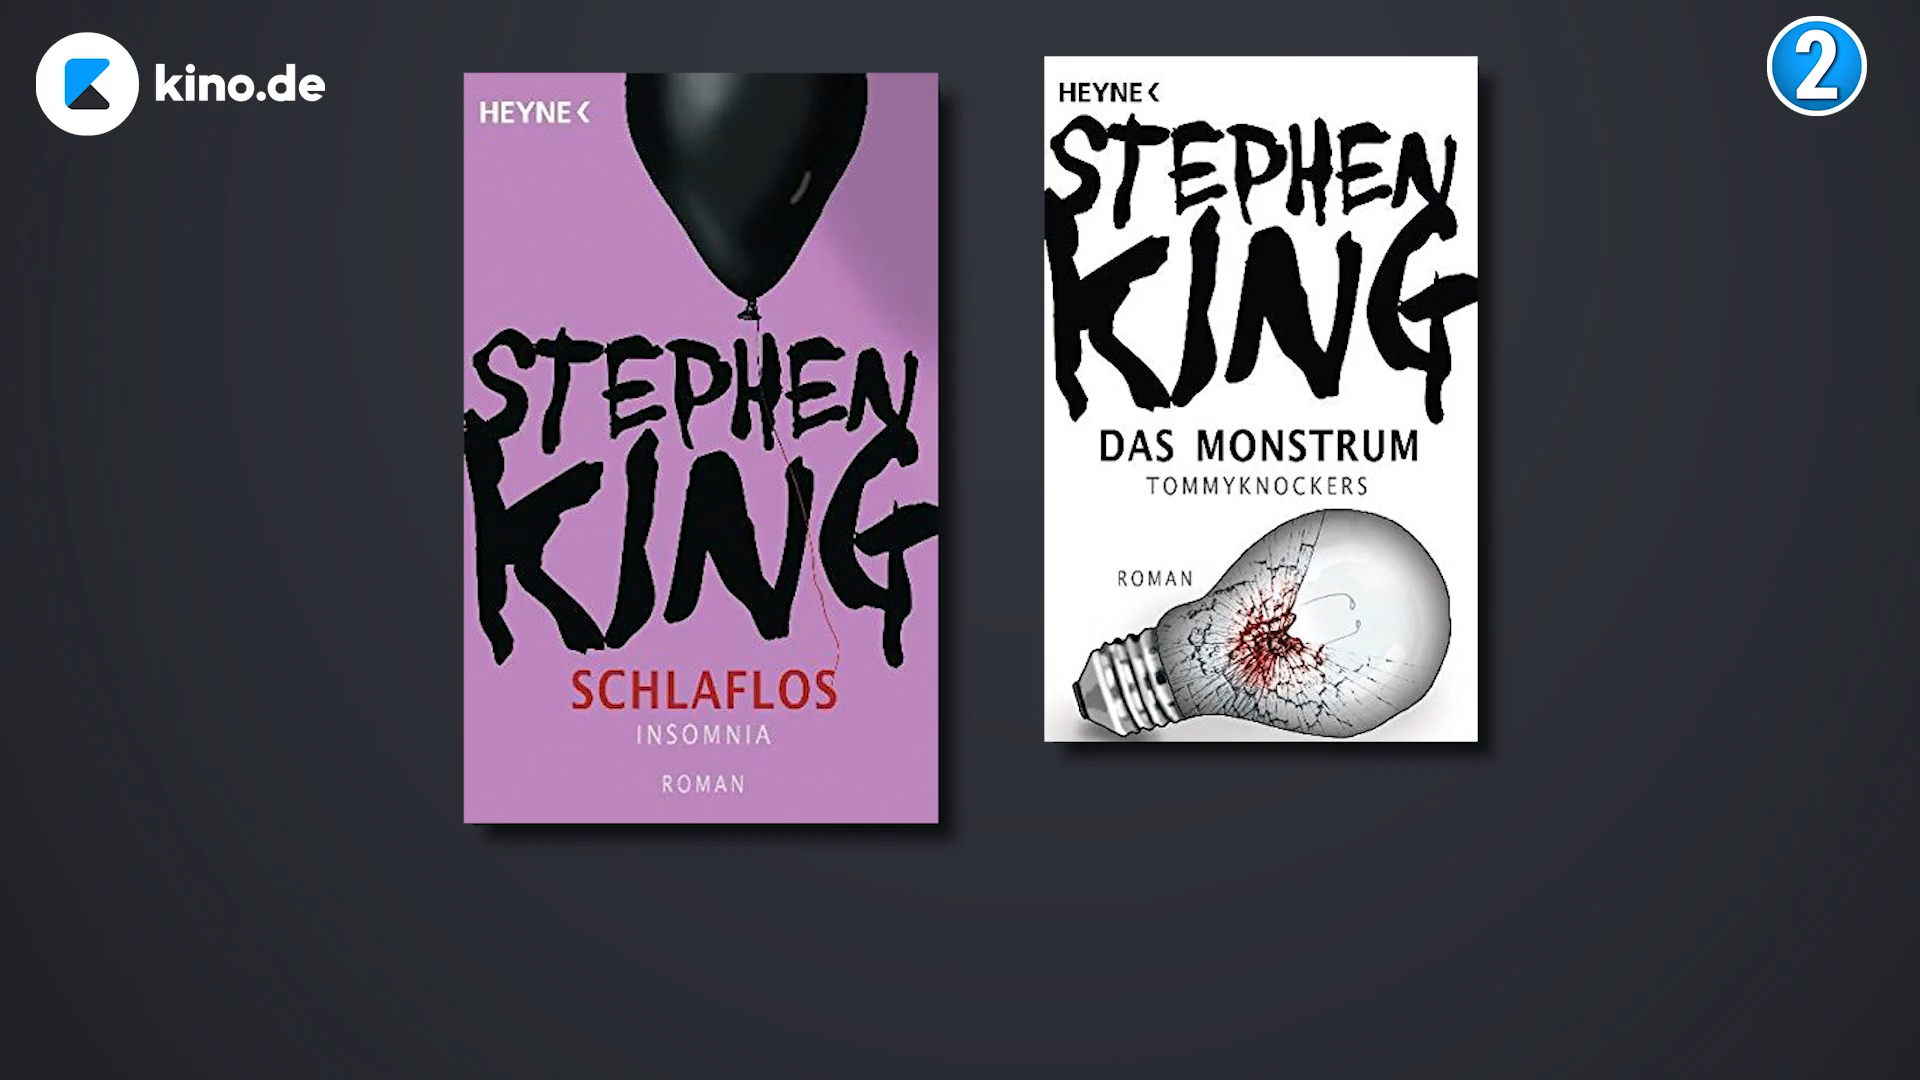 kino.de
2
HEYNE
STEPHEN
KING
SCHLAFLOS
INSOMNIA
ROMAN
HEYNE
STEPHEN
KING
DAS MONSTRUM
TOMMYKNOCKERS
ROMAN